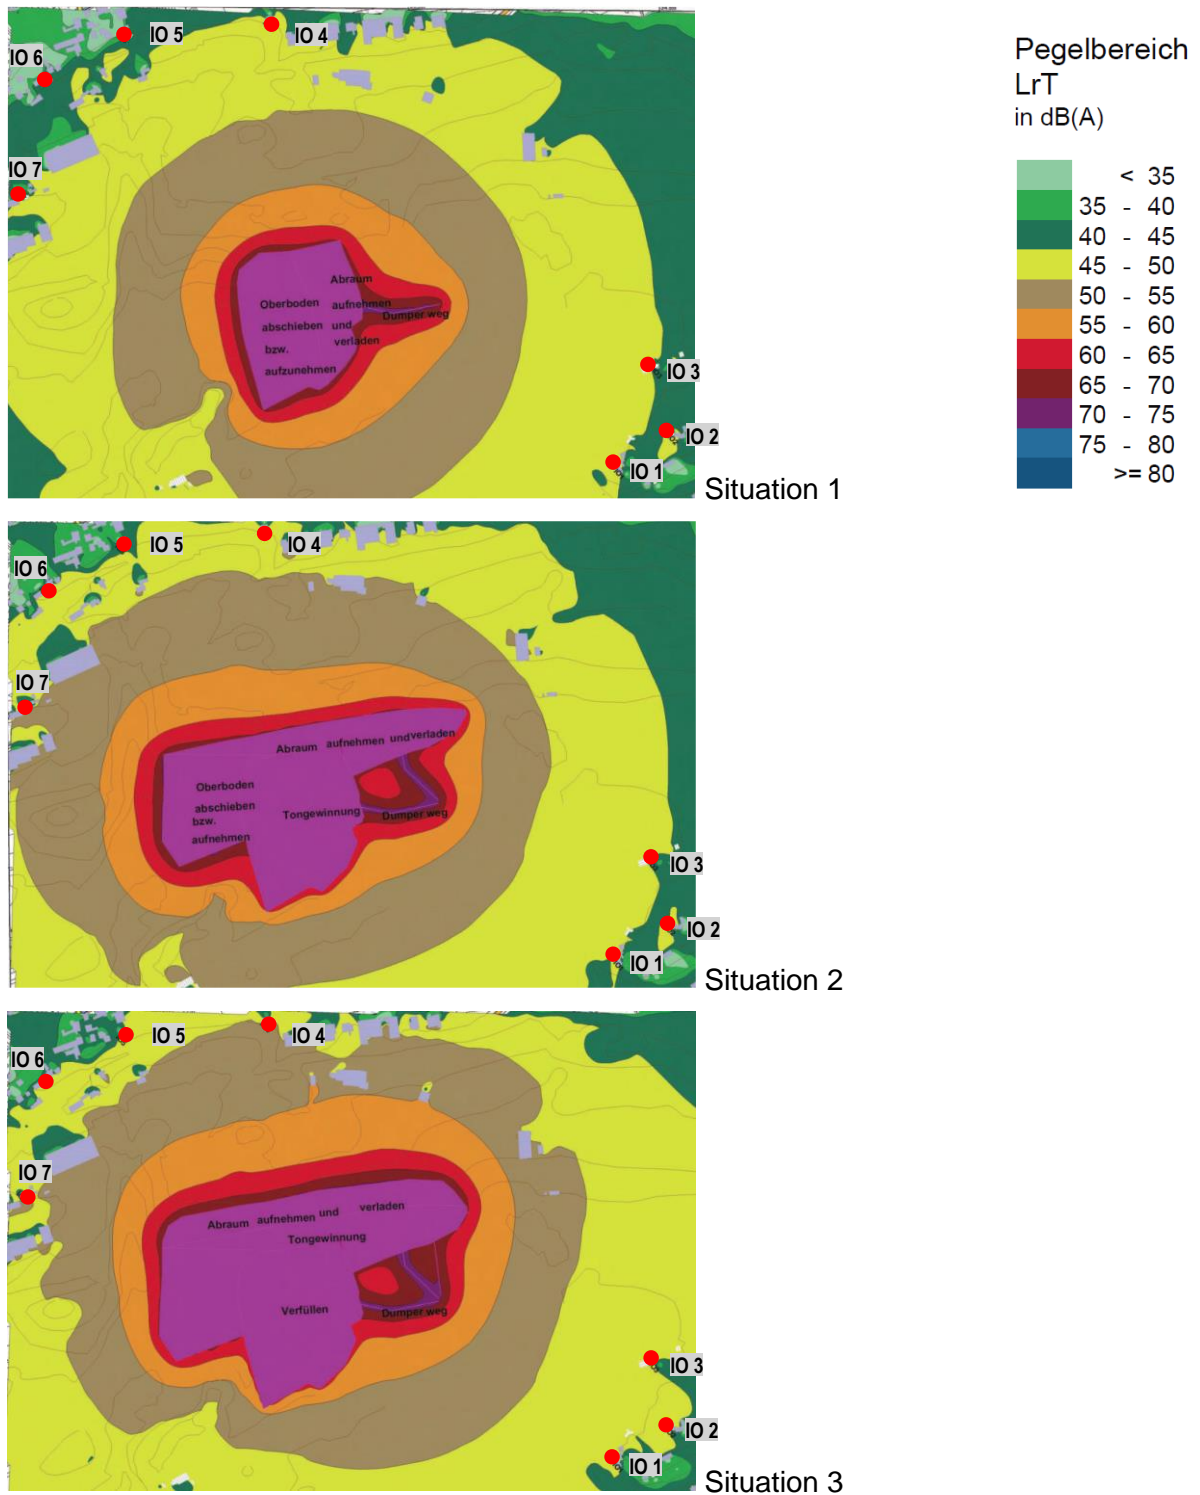 IO 5
IO 4
IO 6
IO 7
Abraum
Oberboden aufnehmen
Dumper weg
abschieben und
verladen
bzw.
aufzunehmen
IO 3
IO 2
IO 1
Situation 1
Pegelbereich
LrT
in dB(A)
< 35
35 - 40
40 - 45
45 - 50
50 - 55
55 - 60
60 - 65
65 - 70
70 - 75
75 - 80
>= 80
IO 5
IO 4
IO 6
IO 7
Abraum aufnehmen und verladen
Oberboden
abschieben
bzw.
aufnehmen
Tongewinnung
Dumper weg
IO 3
IO 2
IO 1
Situation 2
IO 5
IO 4
IO 6
IO 7
Abraum aufnehmen und verladen
Tongewinnung
Verfüllen
Dumper weg
IO 3
IO 2
IO 1
Situation 3